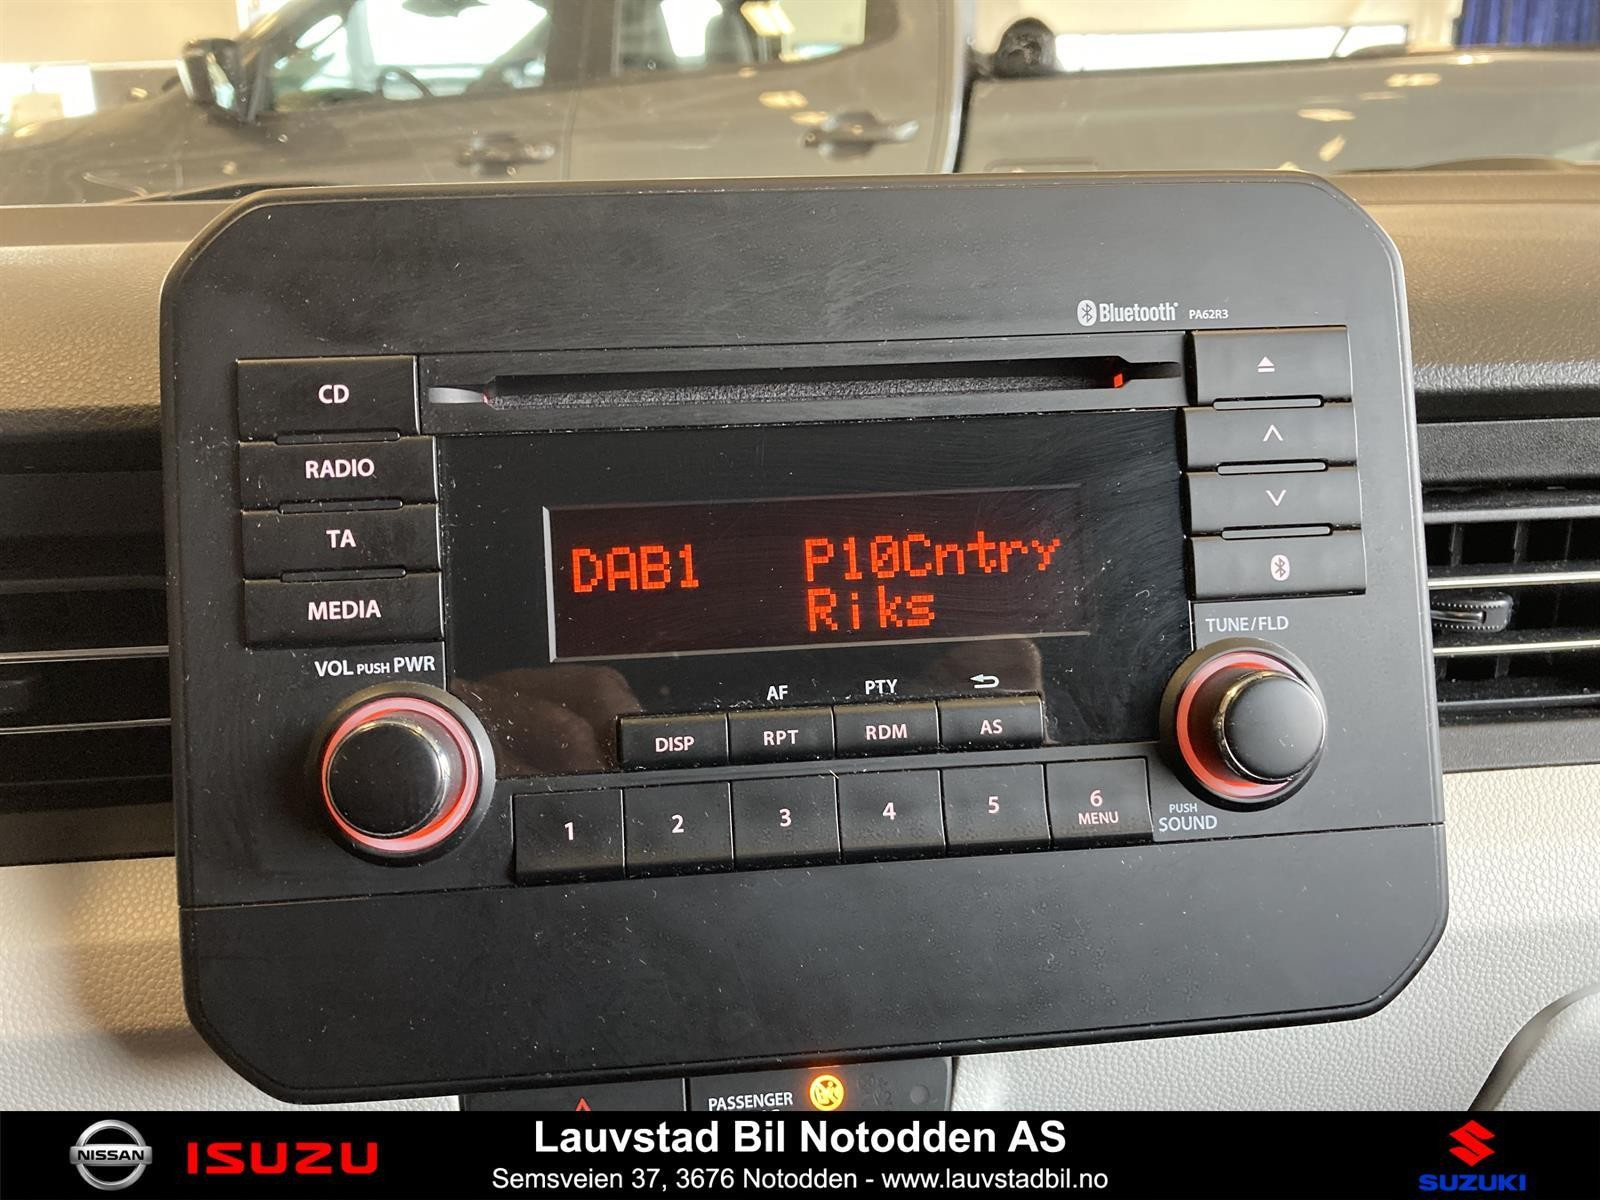 Bluetooth PA62R3
CD
RADIO
TA
MEDIA
DAB1 P10Cntry
Riks
TUNE/FLD
VOL PUSH PWR
AF PTY
DISP RPT RDM AS
1 2 3 4 5 6
MENU
PUSH
SOUND
PASSENGER
NISSAN
ISUZU
Lauvstad Bil Notodden AS
Semsveien 37, 3676 Notodden - www.lauvstadbil.no
SUZUKI